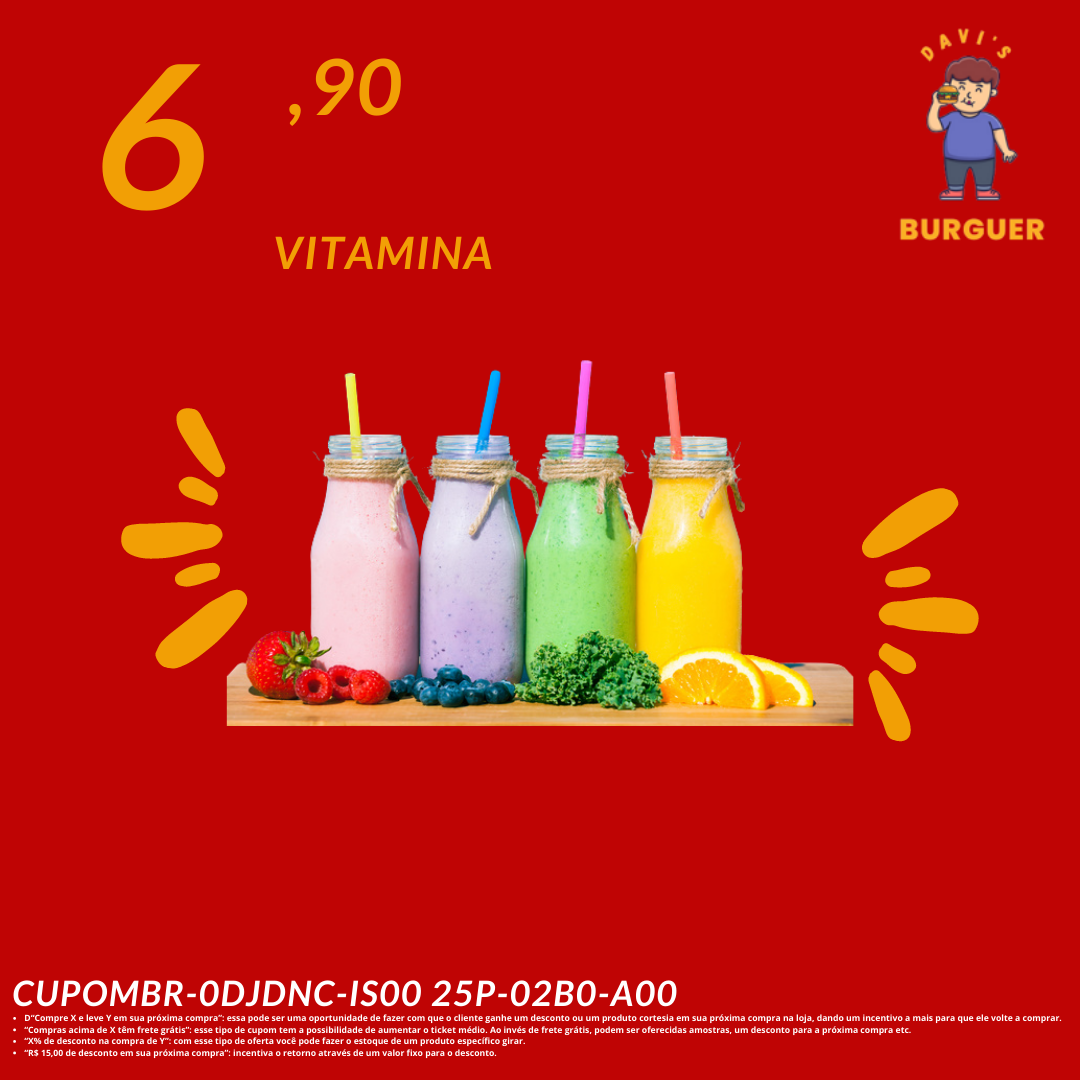 6 ,90
DAVI'S
BURGUER
VITAMINA
CUPOMBR-0DJDNC-IS00 25P-02B0-A00
• D"Compre X e leve Y em sua próxima compra": essa pode ser uma oportunidade de fazer com que o cliente ganhe um desconto ou um produto cortesia em sua próxima compra na loja, dando um incentivo a mais para que ele volte a comprar.
• "Compras acima de X têm frete grátis": esse tipo de cupom tem a possibilidade de aumentar o ticket médio. Ao invés de frete grátis, podem ser oferecidas amostras, um desconto para a próxima compra etc.
• "X% de desconto na compra de Y": com esse tipo de oferta você pode fazer o estoque de um produto específico girar.
• "R$ 15,00 de desconto em sua próxima compra": incentiva o retorno através de um valor fixo para o desconto.